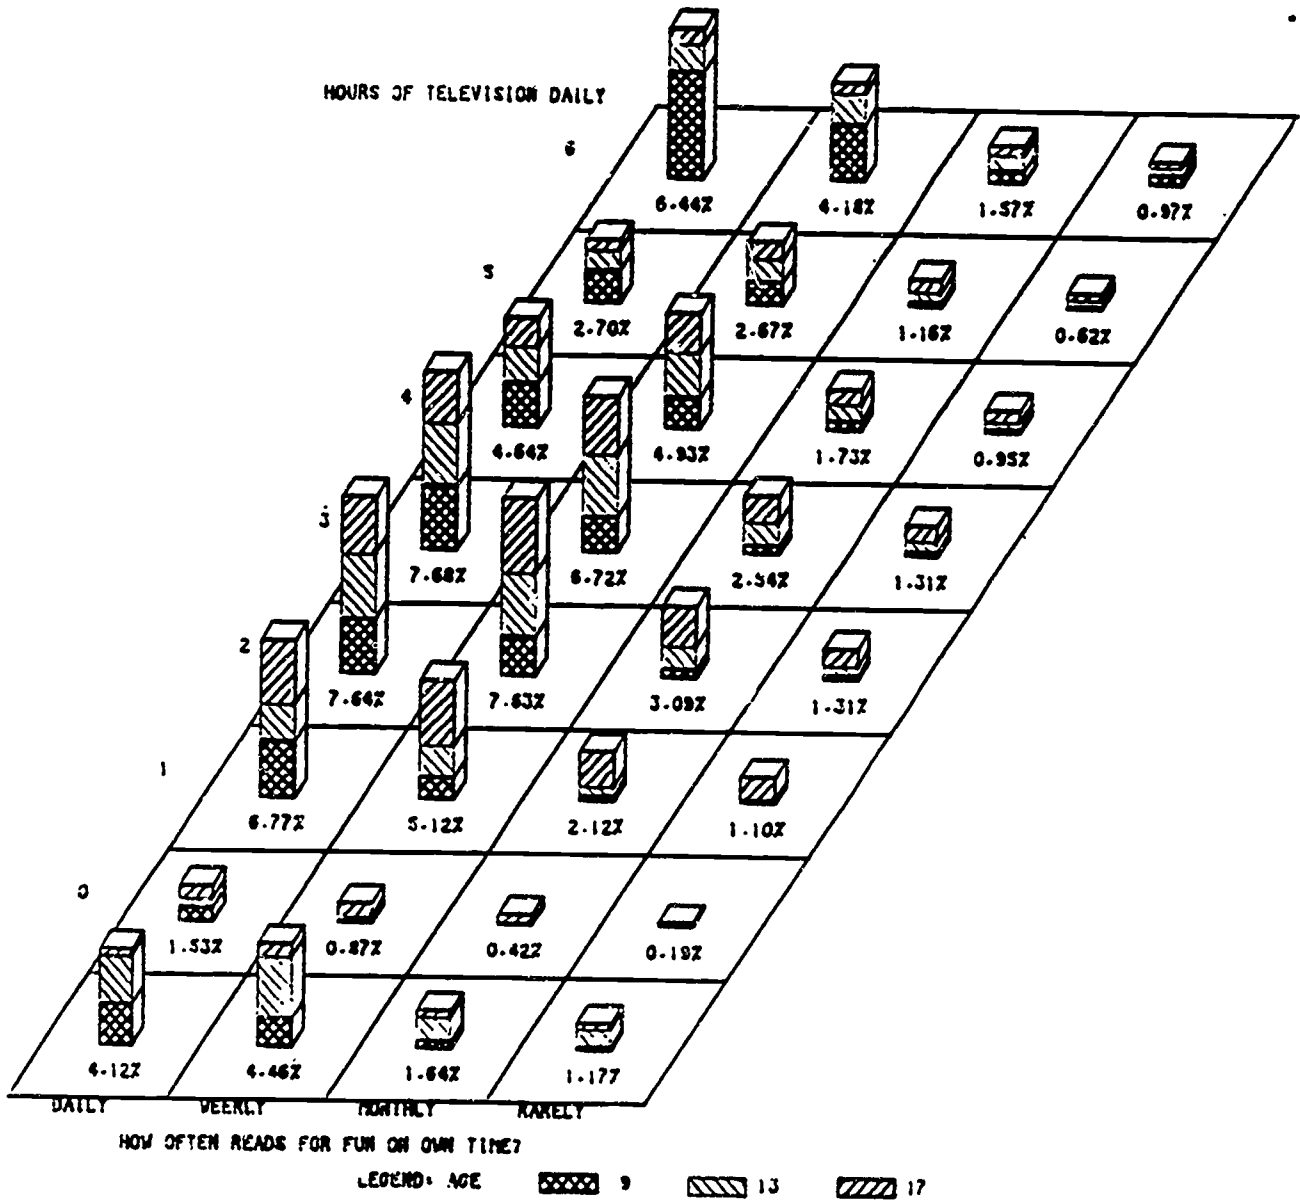 HOURS OF TELEVISION DAILY
6
6.44% 4.18% 1.57% 0.97%
5
2.70% 2.67% 1.16% 0.62%
4
4.64% 4.93% 1.73% 0.95%
3
7.68% 6.72% 2.54% 1.31%
2
7.64% 7.63% 3.09% 1.31%
1
6.77% 5.12% 2.12% 1.10%
0
1.53% 0.87% 0.42% 0.19%
4.12% 4.46% 1.64% 1.17%
DAILY WEEKLY MONTHLY RARELY
HOW OFTEN READS FOR FUN ON OWN TIME?
LEGEND: AGE 9 13 17